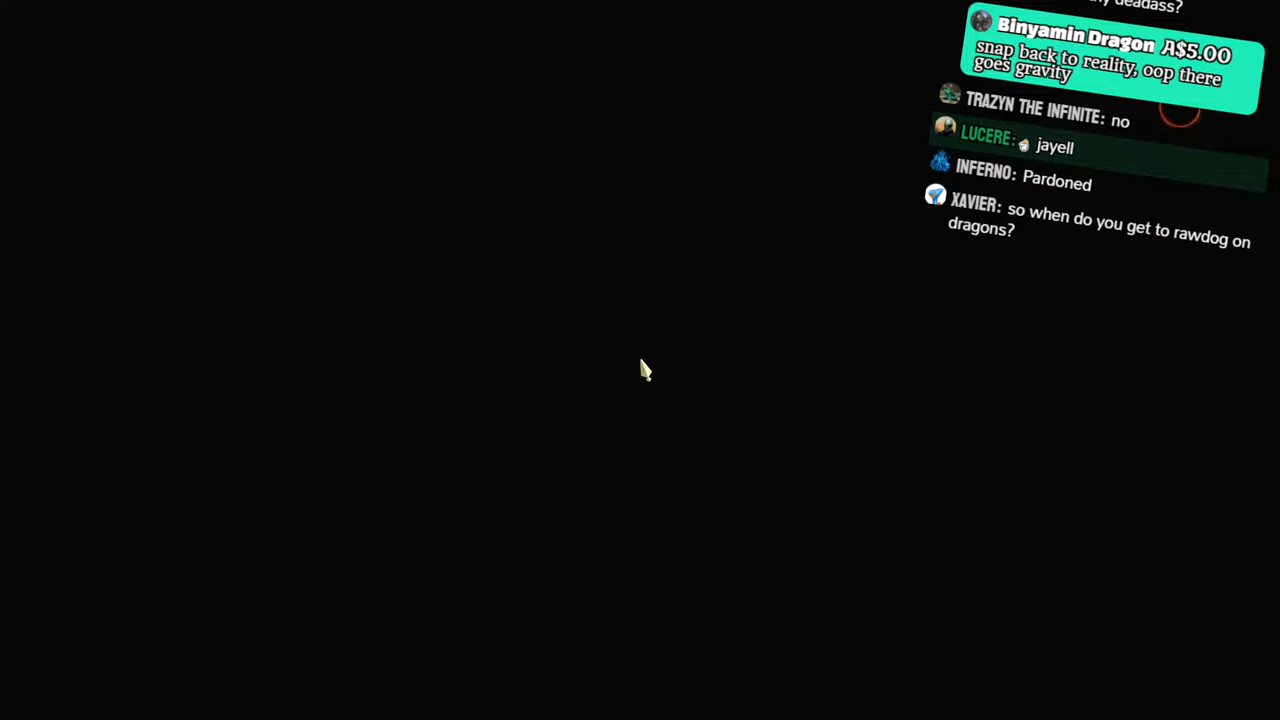 deadass?
Binyamin Dragon A$5.00
snap back to reality, oop there
goes gravity
TRAZYN THE INFINITE: no
LUCERE: jayell
INFERNO: Pardoned
XAVIER: so when do you get to rawdog on
dragons?